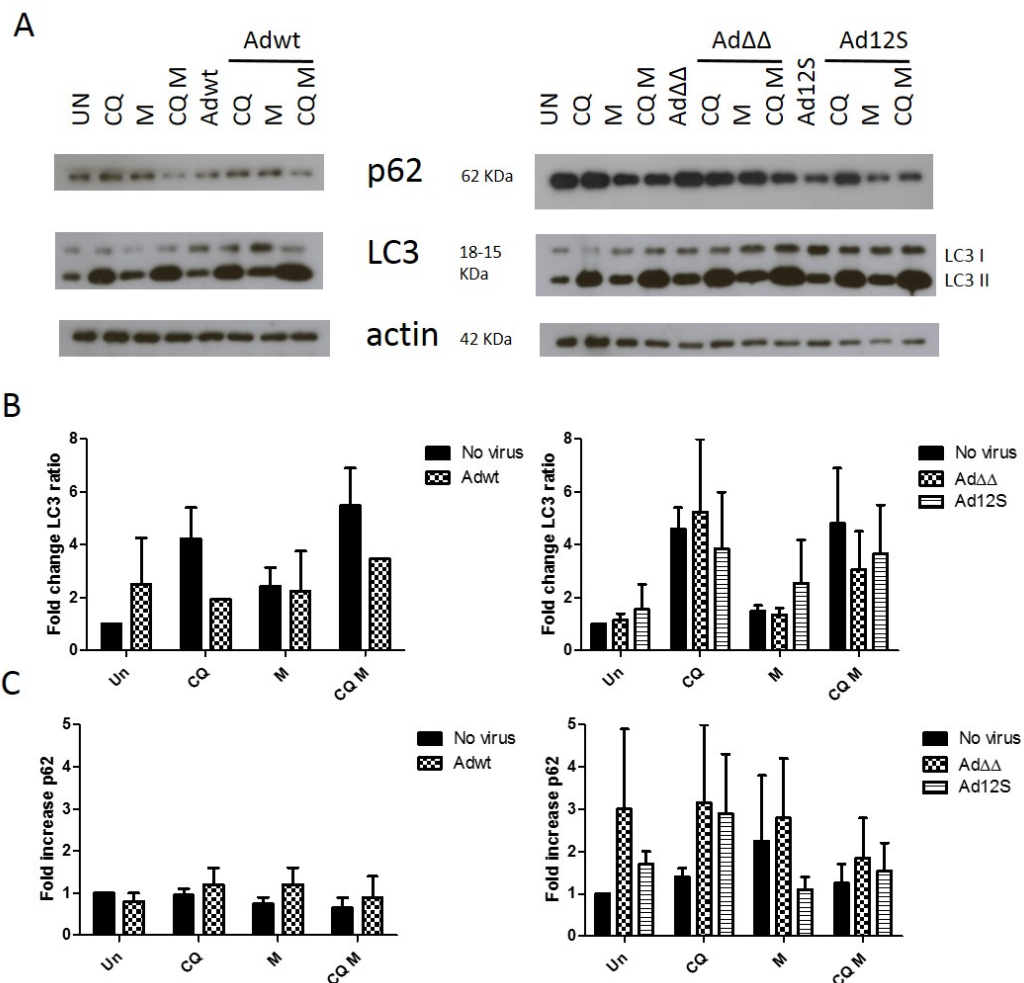 A
Adwt
UN CQ M CQ M Adwt CQ M CQ M
AdΔΔ Ad12S
UN CQ M CQ M AdΔΔ CQ M CQ M Ad12S CQ M CQ M
p62 62 KDa
LC3 18-15 KDa
LC3 I
LC3 II
actin 42 KDa
B
Fold change LC3 ratio
8
6
4
2
0
Un CQ M CQ M
No virus
Adwt
Fold change LC3 ratio
8
6
4
2
0
Un CQ M CQ M
No virus
AdΔΔ
Ad12S
C
Fold increase p62
5
4
3
2
1
0
Un CQ M CQ M
No virus
Adwt
Fold increase p62
5
4
3
2
1
0
Un CQ M CQ M
No virus
AdΔΔ
Ad12S